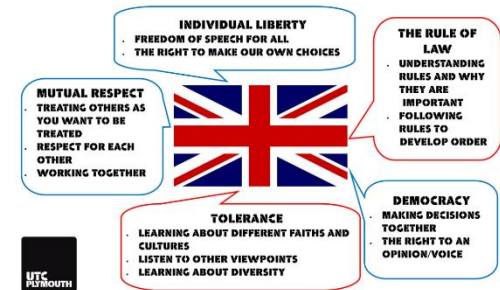 INDIVIDUAL LIBERTY
. FREEDOM OF SPEECH FOR ALL
. THE RIGHT TO MAKE OUR OWN CHOICES
THE RULE OF
LAW
. UNDERSTANDING
RULES AND WHY
THEY ARE
IMPORTANT
. FOLLOWING
RULES TO
DEVELOP ORDER
MUTUAL RESPECT
. TREATING OTHERS AS
YOU WANT TO BE
TREATED
. RESPECT FOR EACH
OTHER
. WORKING TOGETHER
DEMOCRACY
. MAKING DECISIONS
TOGETHER
. THE RIGHT TO AN
OPINION/VOICE
TOLERANCE
. LEARNING ABOUT DIFFERENT FAITHS AND
CULTURES
. LISTEN TO OTHER VIEWPOINTS
. LEARNING ABOUT DIVERSITY
UTC
PLYMOUTH